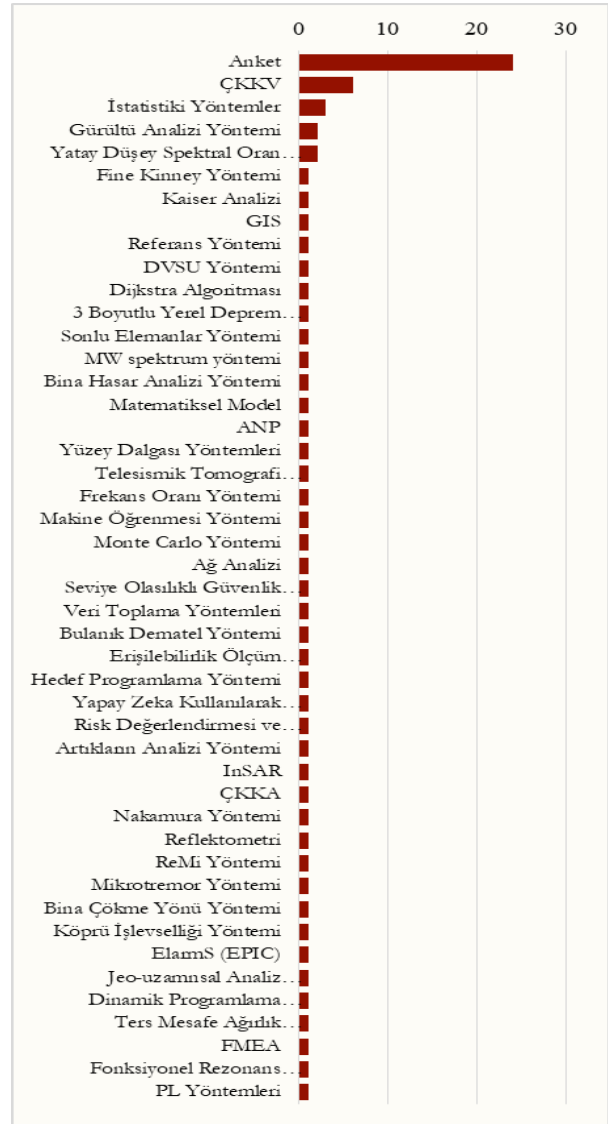 0 10 20 30
Anket
ÇKKV
İstatistiki Yöntemler
Gürültü Analizi Yöntemi
Yatay Düşey Spektral Oran…
Fine Kinney Yöntemi
Kaiser Analizi
GIS
Referans Yöntemi
DVSU Yöntemi
Dijkstra Algoritması
3 Boyutlu Yerel Deprem…
Sonlu Elemanlar Yöntemi
MW spektrum yöntemi
Bina Hasar Analizi Yöntemi
Matematiksel Model
ANP
Yüzey Dalgası Yöntemleri
Telesismik Tomografi…
Frekans Oranı Yöntemi
Makine Öğrenmesi Yöntemi
Monte Carlo Yöntemi
Ağ Analizi
Seviye Olasılıklı Güvenlik…
Veri Toplama Yöntemleri
Bulanık Dematel Yöntemi
Erişilebilirlik Ölçüm…
Hedef Programlama Yöntemi
Yapay Zeka Kullanılarak…
Risk Değerlendirmesi ve…
Artıkların Analizi Yöntemi
InSAR
ÇKKA
Nakamura Yöntemi
Reflektometri
ReMi Yöntemi
Mikrotremor Yöntemi
Bina Çökme Yönü Yöntemi
Köprü İşlevselliği Yöntemi
ElarmS (EPIC)
Jeo-uzamnsal Analiz…
Dinamik Programlama…
Ters Mesafe Ağırlık…
FMEA
Fonksiyonel Rezonans…
PL Yöntemleri